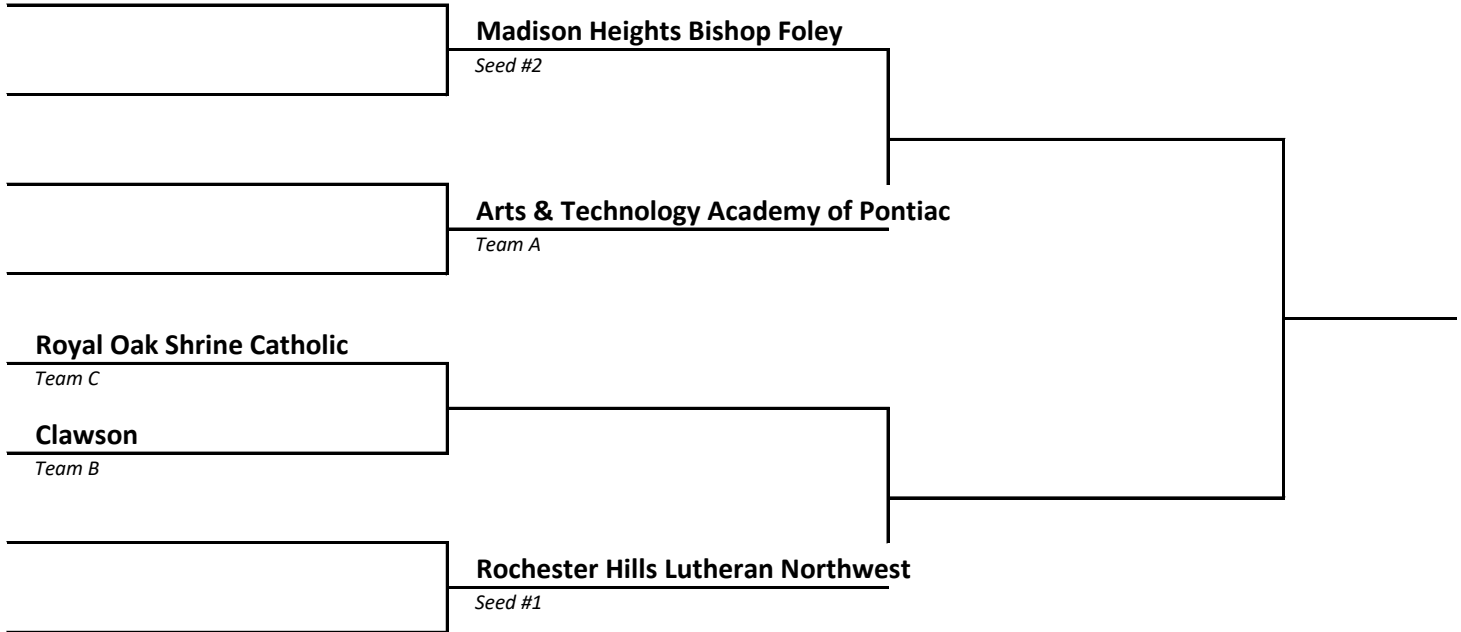 Madison Heights Bishop Foley
Seed #2
Arts & Technology Academy of Pontiac
Team A
Royal Oak Shrine Catholic
Team C
Clawson
Team B
Rochester Hills Lutheran Northwest
Seed #1